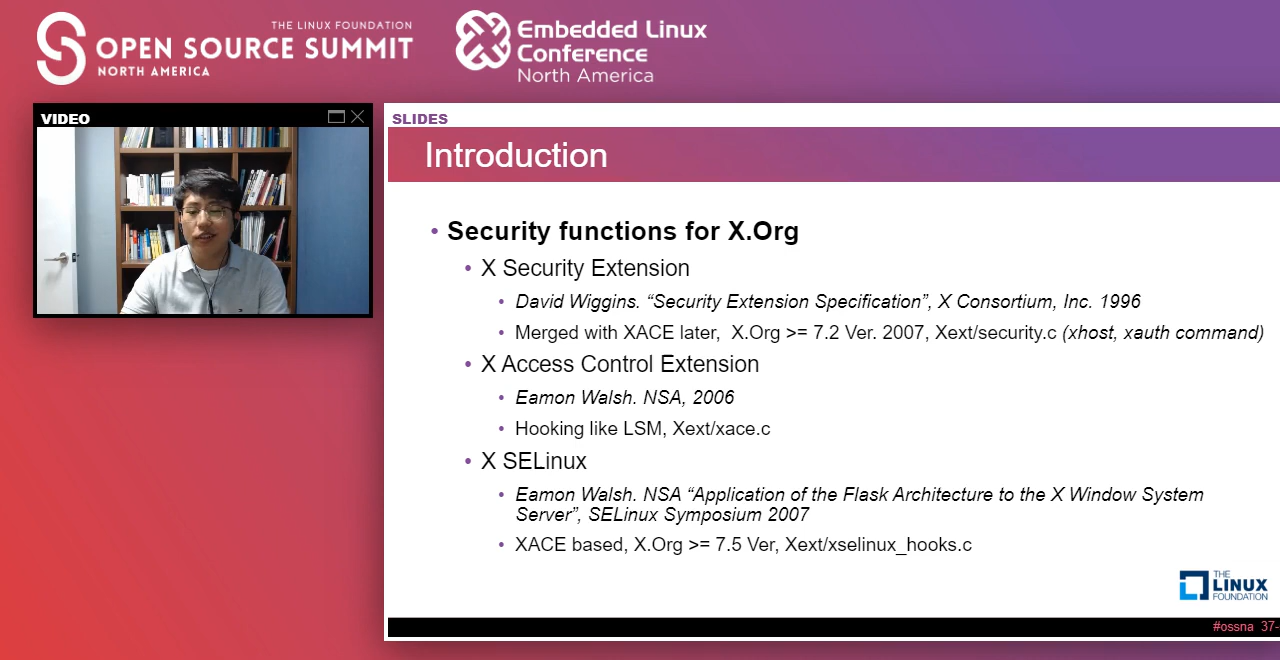 THE LINUX FOUNDATION
OPEN SOURCE SUMMIT
NORTH AMERICA
Embedded Linux
Conference
North America
VIDEO
SLIDES
Introduction
• Security functions for X.Org
• X Security Extension
• David Wiggins. “Security Extension Specification”, X Consortium, Inc. 1996
• Merged with XACE later,  X.Org >= 7.2 Ver. 2007, Xext/security.c (xhost, xauth command)
• X Access Control Extension
• Eamon Walsh. NSA, 2006
• Hooking like LSM, Xext/xace.c
• X SELinux
• Eamon Walsh. NSA “Application of the Flask Architecture to the X Window System
Server”, SELinux Symposium 2007
• XACE based, X.Org >= 7.5 Ver, Xext/xselinux_hooks.c
THE
LINUX
FOUNDATION
#ossna 37-